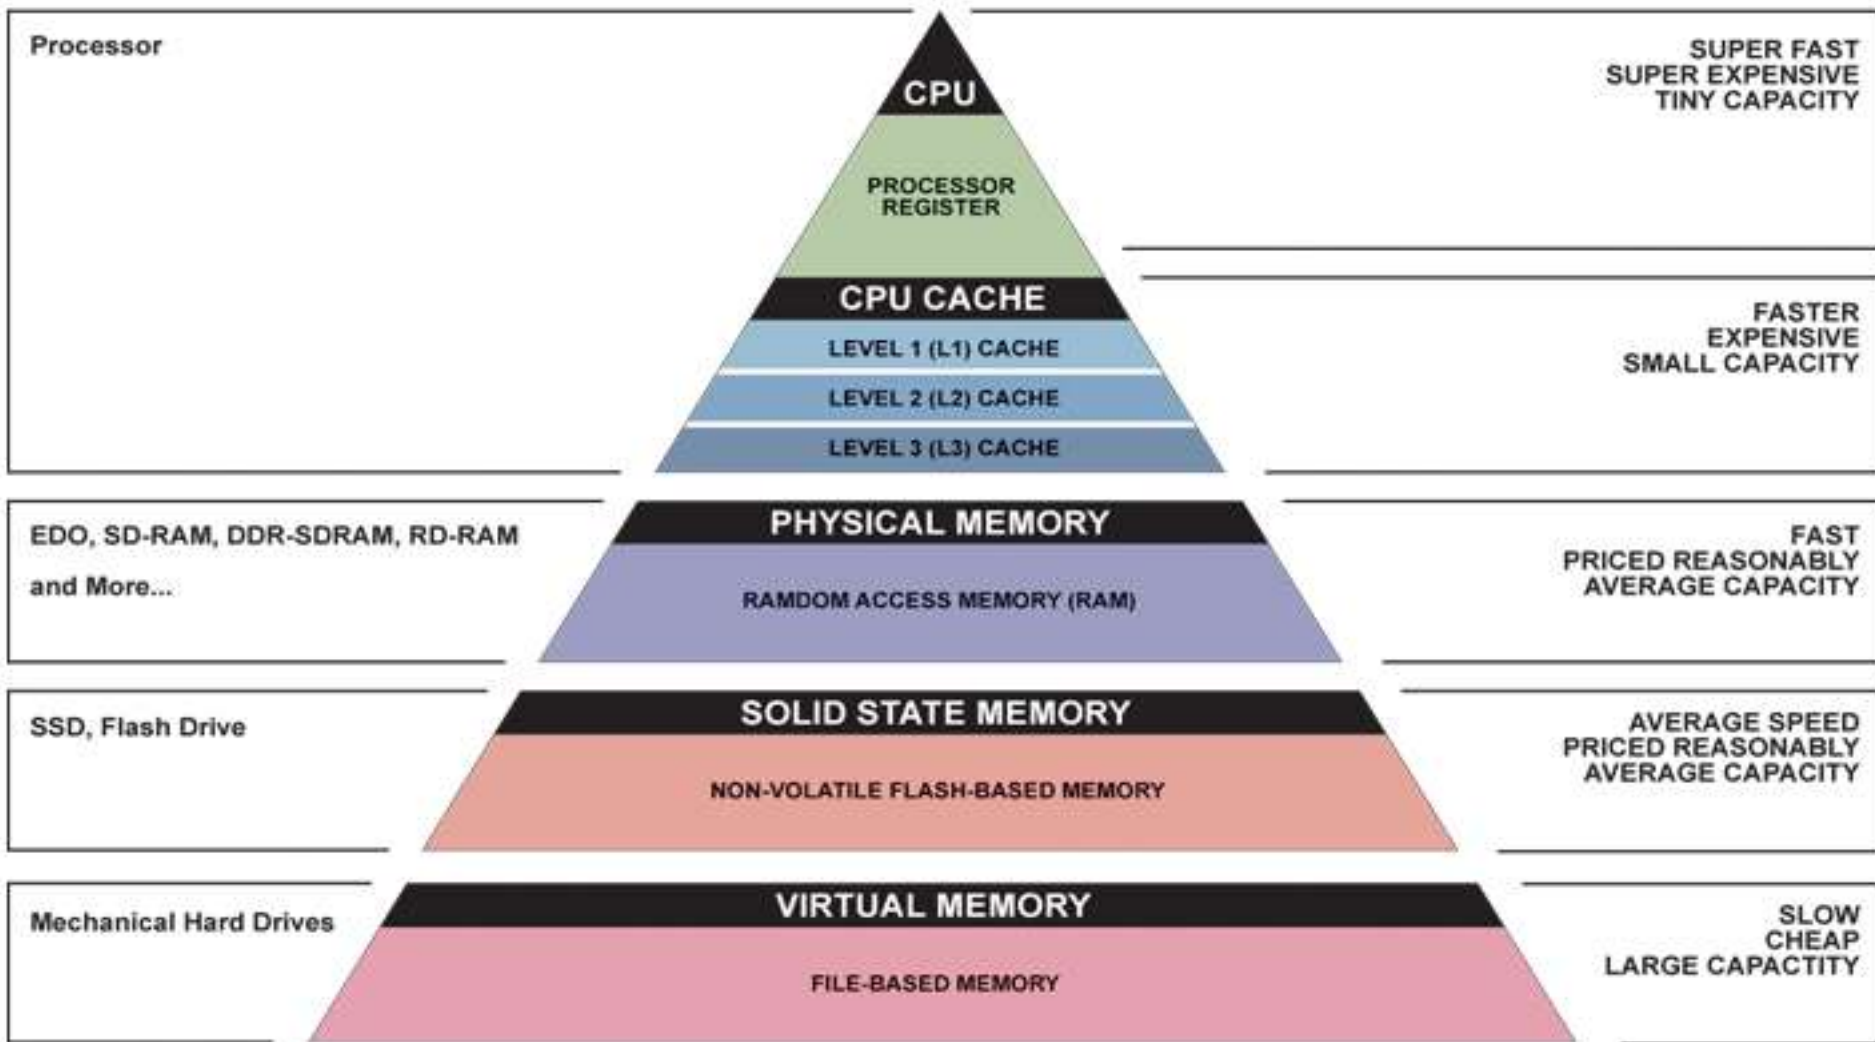 Processor
CPU
SUPER FAST
SUPER EXPENSIVE
TINY CAPACITY
PROCESSOR
REGISTER
CPU CACHE
FASTER
EXPENSIVE
SMALL CAPACITY
LEVEL 1 (L1) CACHE
LEVEL 2 (L2) CACHE
LEVEL 3 (L3) CACHE
EDO, SD-RAM, DDR-SDRAM, RD-RAM
and More...
PHYSICAL MEMORY
RAMDOM ACCESS MEMORY (RAM)
FAST
PRICED REASONABLY
AVERAGE CAPACITY
SSD, Flash Drive
SOLID STATE MEMORY
NON-VOLATILE FLASH-BASED MEMORY
AVERAGE SPEED
PRICED REASONABLY
AVERAGE CAPACITY
Mechanical Hard Drives
VIRTUAL MEMORY
FILE-BASED MEMORY
SLOW
CHEAP
LARGE CAPACTITY